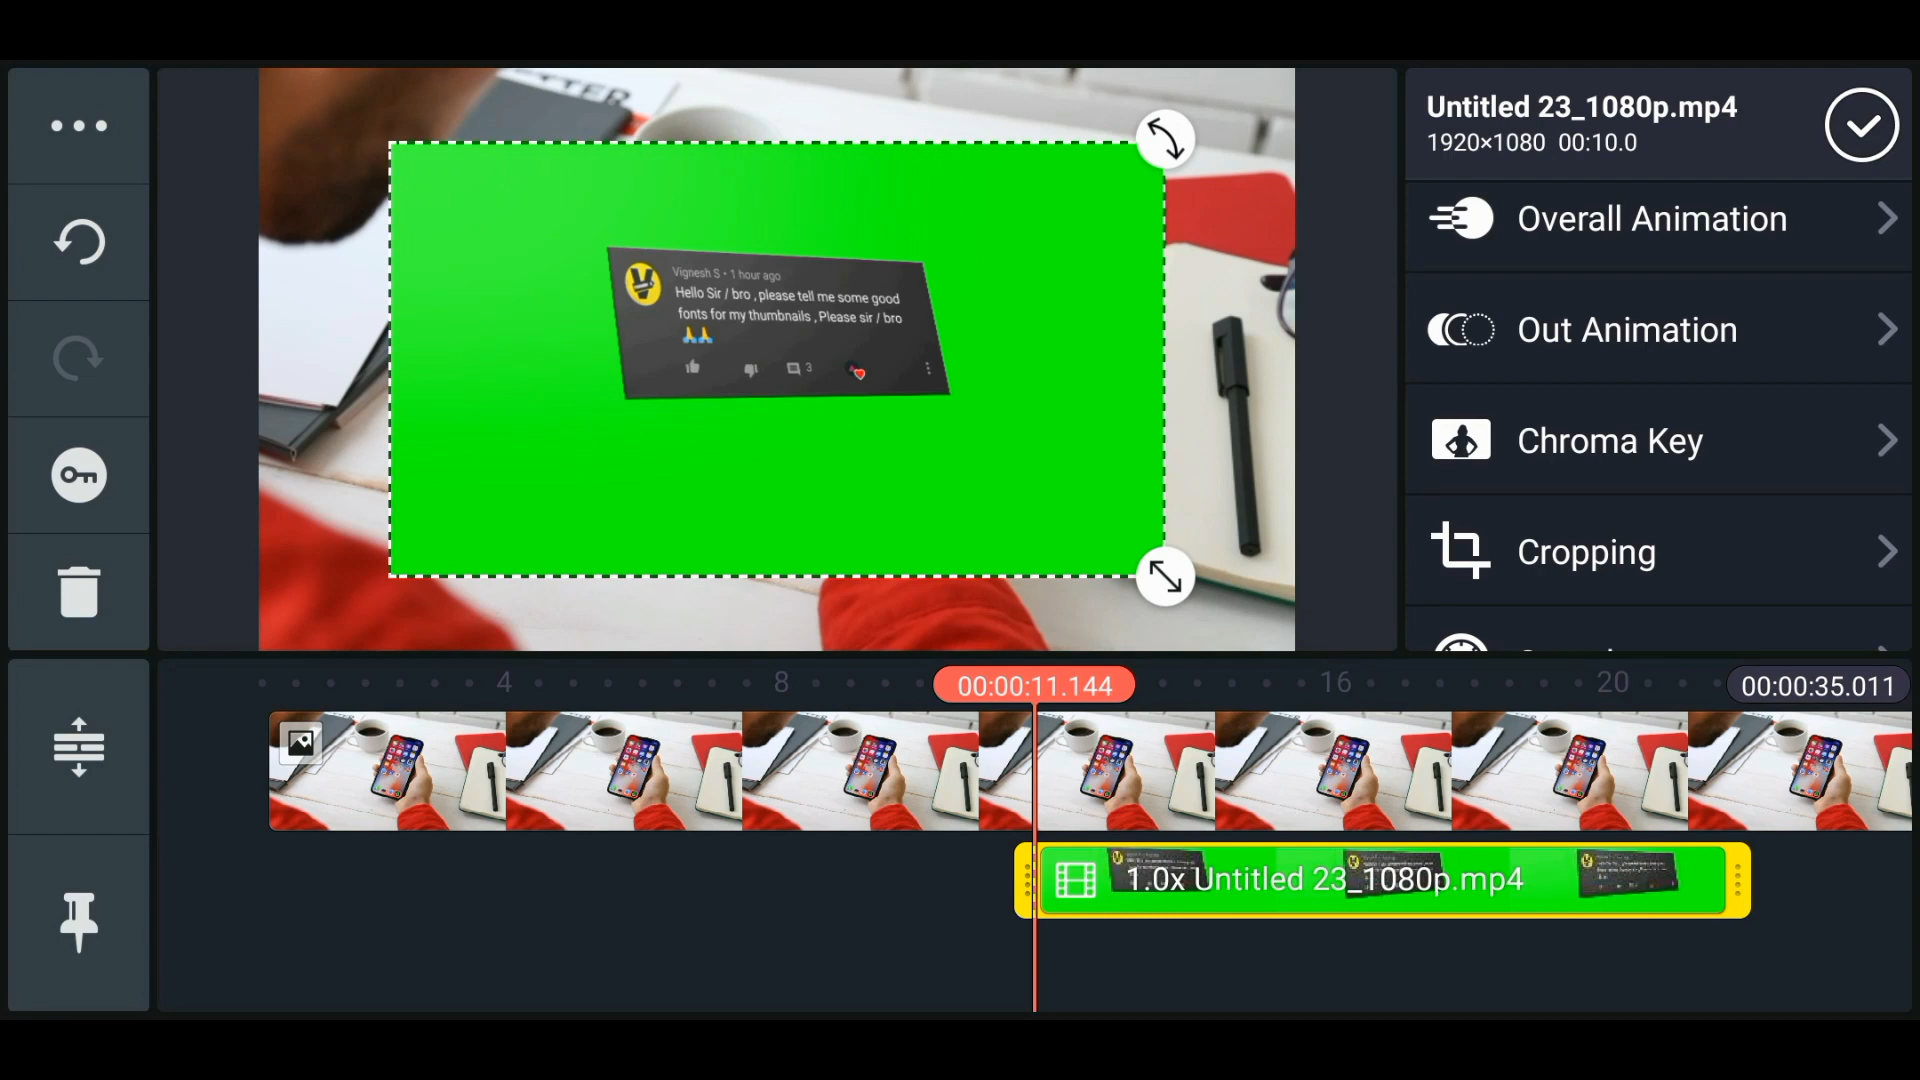 Untitled 23_1080p.mp4
1920×1080 00:10.0
Overall Animation
Out Animation
Chroma Key
Cropping
Vignesh S • 1 hour ago
Hello Sir / bro , please tell me some good
fonts for my thumbnails , Please sir / bro
🙏🙏
3
4
8
00:00:11.144
16
20
00:00:35.011
1.0x Untitled 23_1080p.mp4